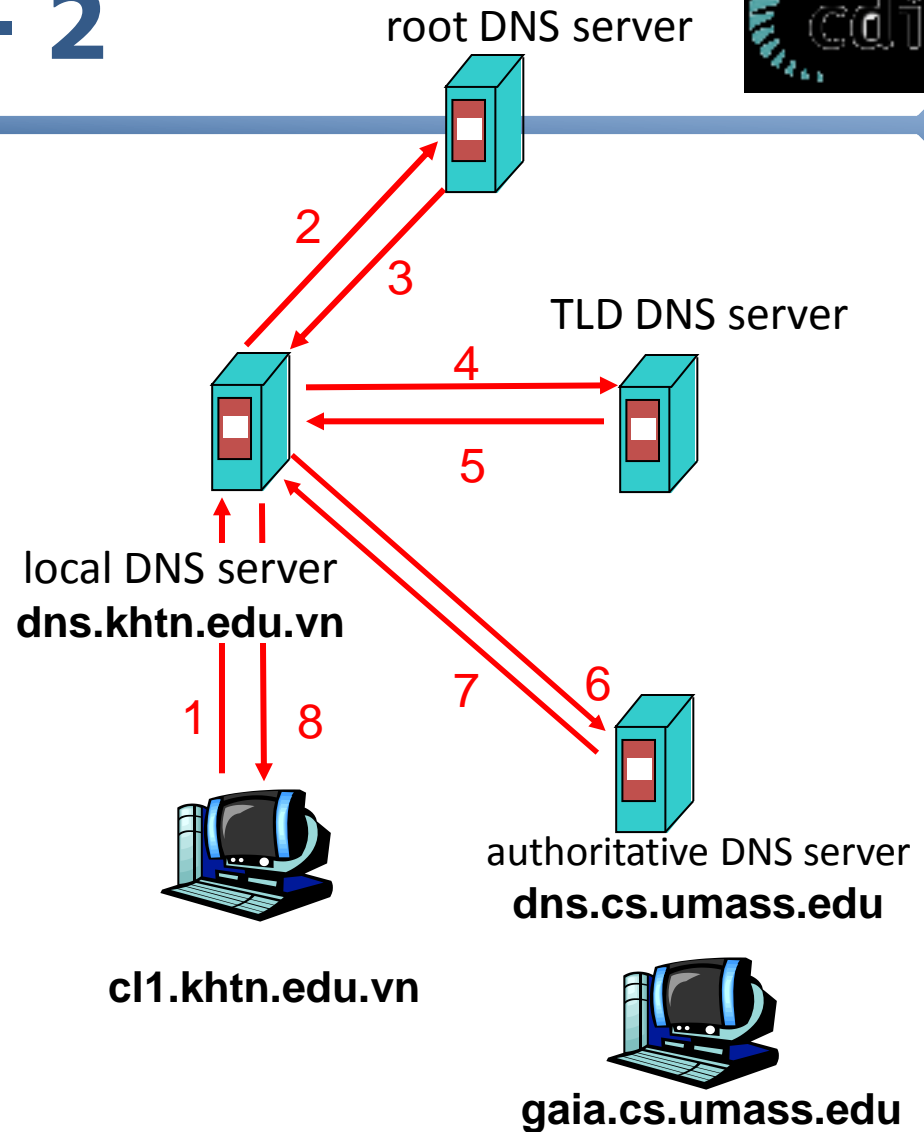 2
root DNS server
2
3
TLD DNS server
4
5
local DNS server
dns.khtn.edu.vn
1
8
7
6
authoritative DNS server
dns.cs.umass.edu
cl1.khtn.edu.vn
gaia.cs.umass.edu